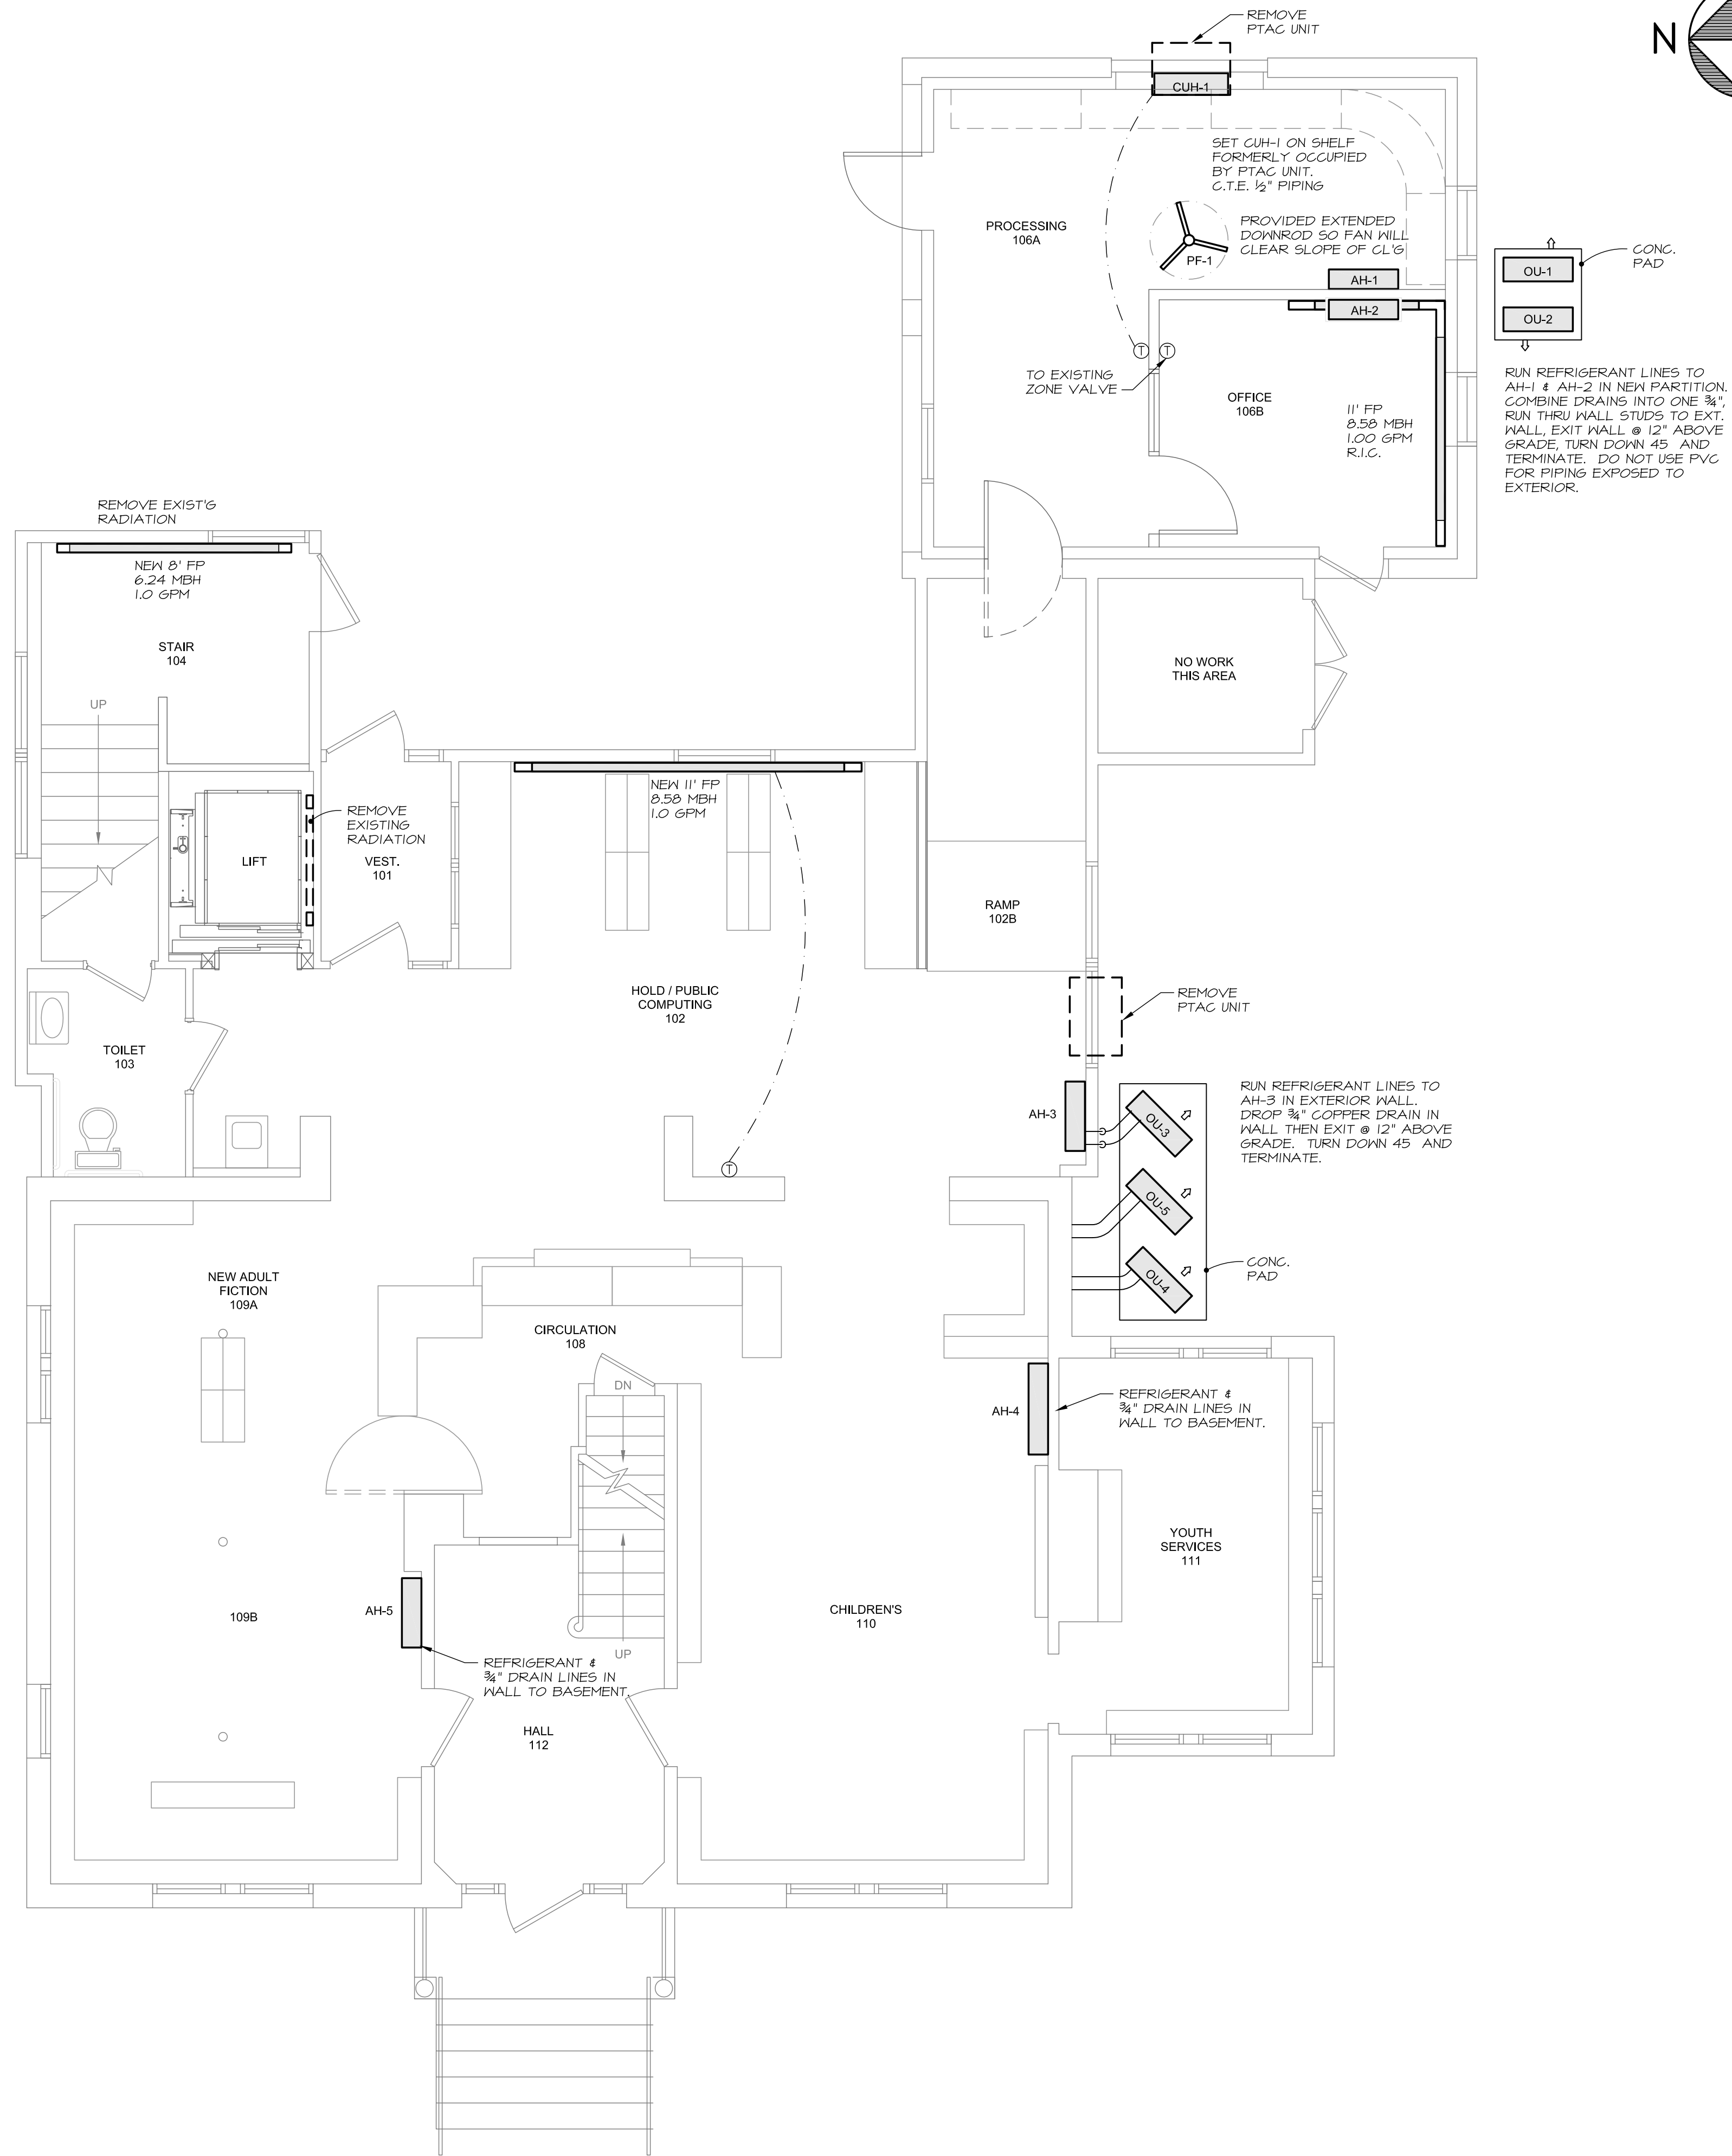 REMOVE
PTAC UNIT
N
CUH-1
SET CUH-1 ON SHELF
FORMERLY OCCUPIED
BY PTAC UNIT.
C.T.E. ½" PIPING
PROCESSING
106A
PROVIDED EXTENDED
DOWNROD SO FAN WILL
CLEAR SLOPE OF CL'G
PF-1
AH-1
AH-2
OU-1
OU-2
CONC.
PAD
T
T
TO EXISTING
ZONE VALVE
OFFICE
106B
11' FP
8.58 MBH
1.00 GPM
R.I.C.
RUN REFRIGERANT LINES TO
AH-1 & AH-2 IN NEW PARTITION.
COMBINE DRAINS INTO ONE ¾",
RUN THRU WALL STUDS TO EXT.
WALL, EXIT WALL @ 12" ABOVE
GRADE, TURN DOWN 45 AND
TERMINATE. DO NOT USE PVC
FOR PIPING EXPOSED TO
EXTERIOR.
REMOVE EXIST'G
RADIATION
NEW 8' FP
6.24 MBH
1.0 GPM
STAIR
104
UP
NO WORK
THIS AREA
NEW 11' FP
8.58 MBH
1.0 GPM
REMOVE
EXISTING
RADIATION
LIFT
VEST.
101
RAMP
102B
HOLD / PUBLIC
COMPUTING
102
REMOVE
PTAC UNIT
TOILET
103
T
AH-3
OU-3
OU-5
OU-4
RUN REFRIGERANT LINES TO
AH-3 IN EXTERIOR WALL.
DROP ¾" COPPER DRAIN IN
WALL THEN EXIT @ 12" ABOVE
GRADE. TURN DOWN 45 AND
TERMINATE.
CONC.
PAD
NEW ADULT
FICTION
109A
CIRCULATION
108
DN
AH-4
REFRIGERANT &
¾" DRAIN LINES IN
WALL TO BASEMENT.
YOUTH
SERVICES
111
109B
AH-5
CHILDREN'S
110
UP
REFRIGERANT &
¾" DRAIN LINES IN
WALL TO BASEMENT.
HALL
112